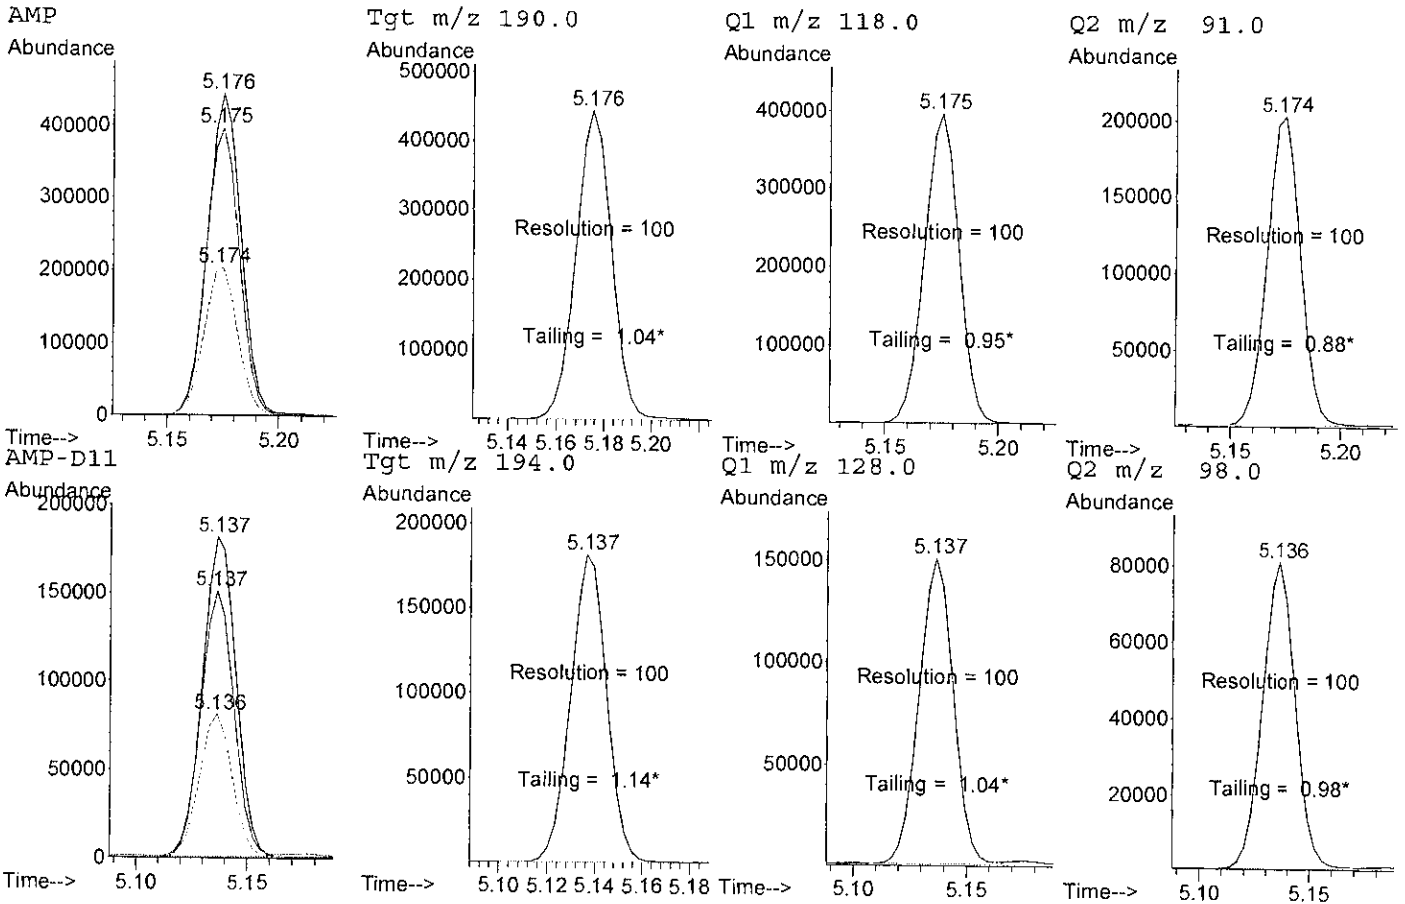 AMP
Abundance
5.176
5.175
400000
300000
5.174
200000
100000
0
Time-->
5.15
5.20
Tgt m/z 190.0
Abundance
500000
5.176
400000
300000
Resolution = 100
200000
Tailing = 1.04*
100000
Time-->
5.14 5.16 5.18 5.20
Q1 m/z 118.0
Abundance
5.175
400000
300000
Resolution = 100
200000
Tailing = 0.95*
100000
Time-->
5.15
5.20
Q2 m/z 91.0
Abundance
5.174
200000
150000
Resolution = 100
100000
Tailing = 0.88*
50000
Time-->
5.15
5.20
AMP-D11
Abundance
200000
5.137
5.137
150000
100000
5.136
50000
0
Time-->
5.10
5.15
Tgt m/z 194.0
Abundance
200000
5.137
150000
Resolution = 100
100000
Tailing = 1.14*
50000
Time-->
5.10 5.12 5.14 5.16 5.18
Q1 m/z 128.0
Abundance
5.137
150000
100000
Resolution = 100
Tailing = 1.04*
50000
Time-->
5.10
5.15
Q2 m/z 98.0
Abundance
5.136
80000
60000
Resolution = 100
40000
Tailing = 0.98*
20000
Time-->
5.10
5.15